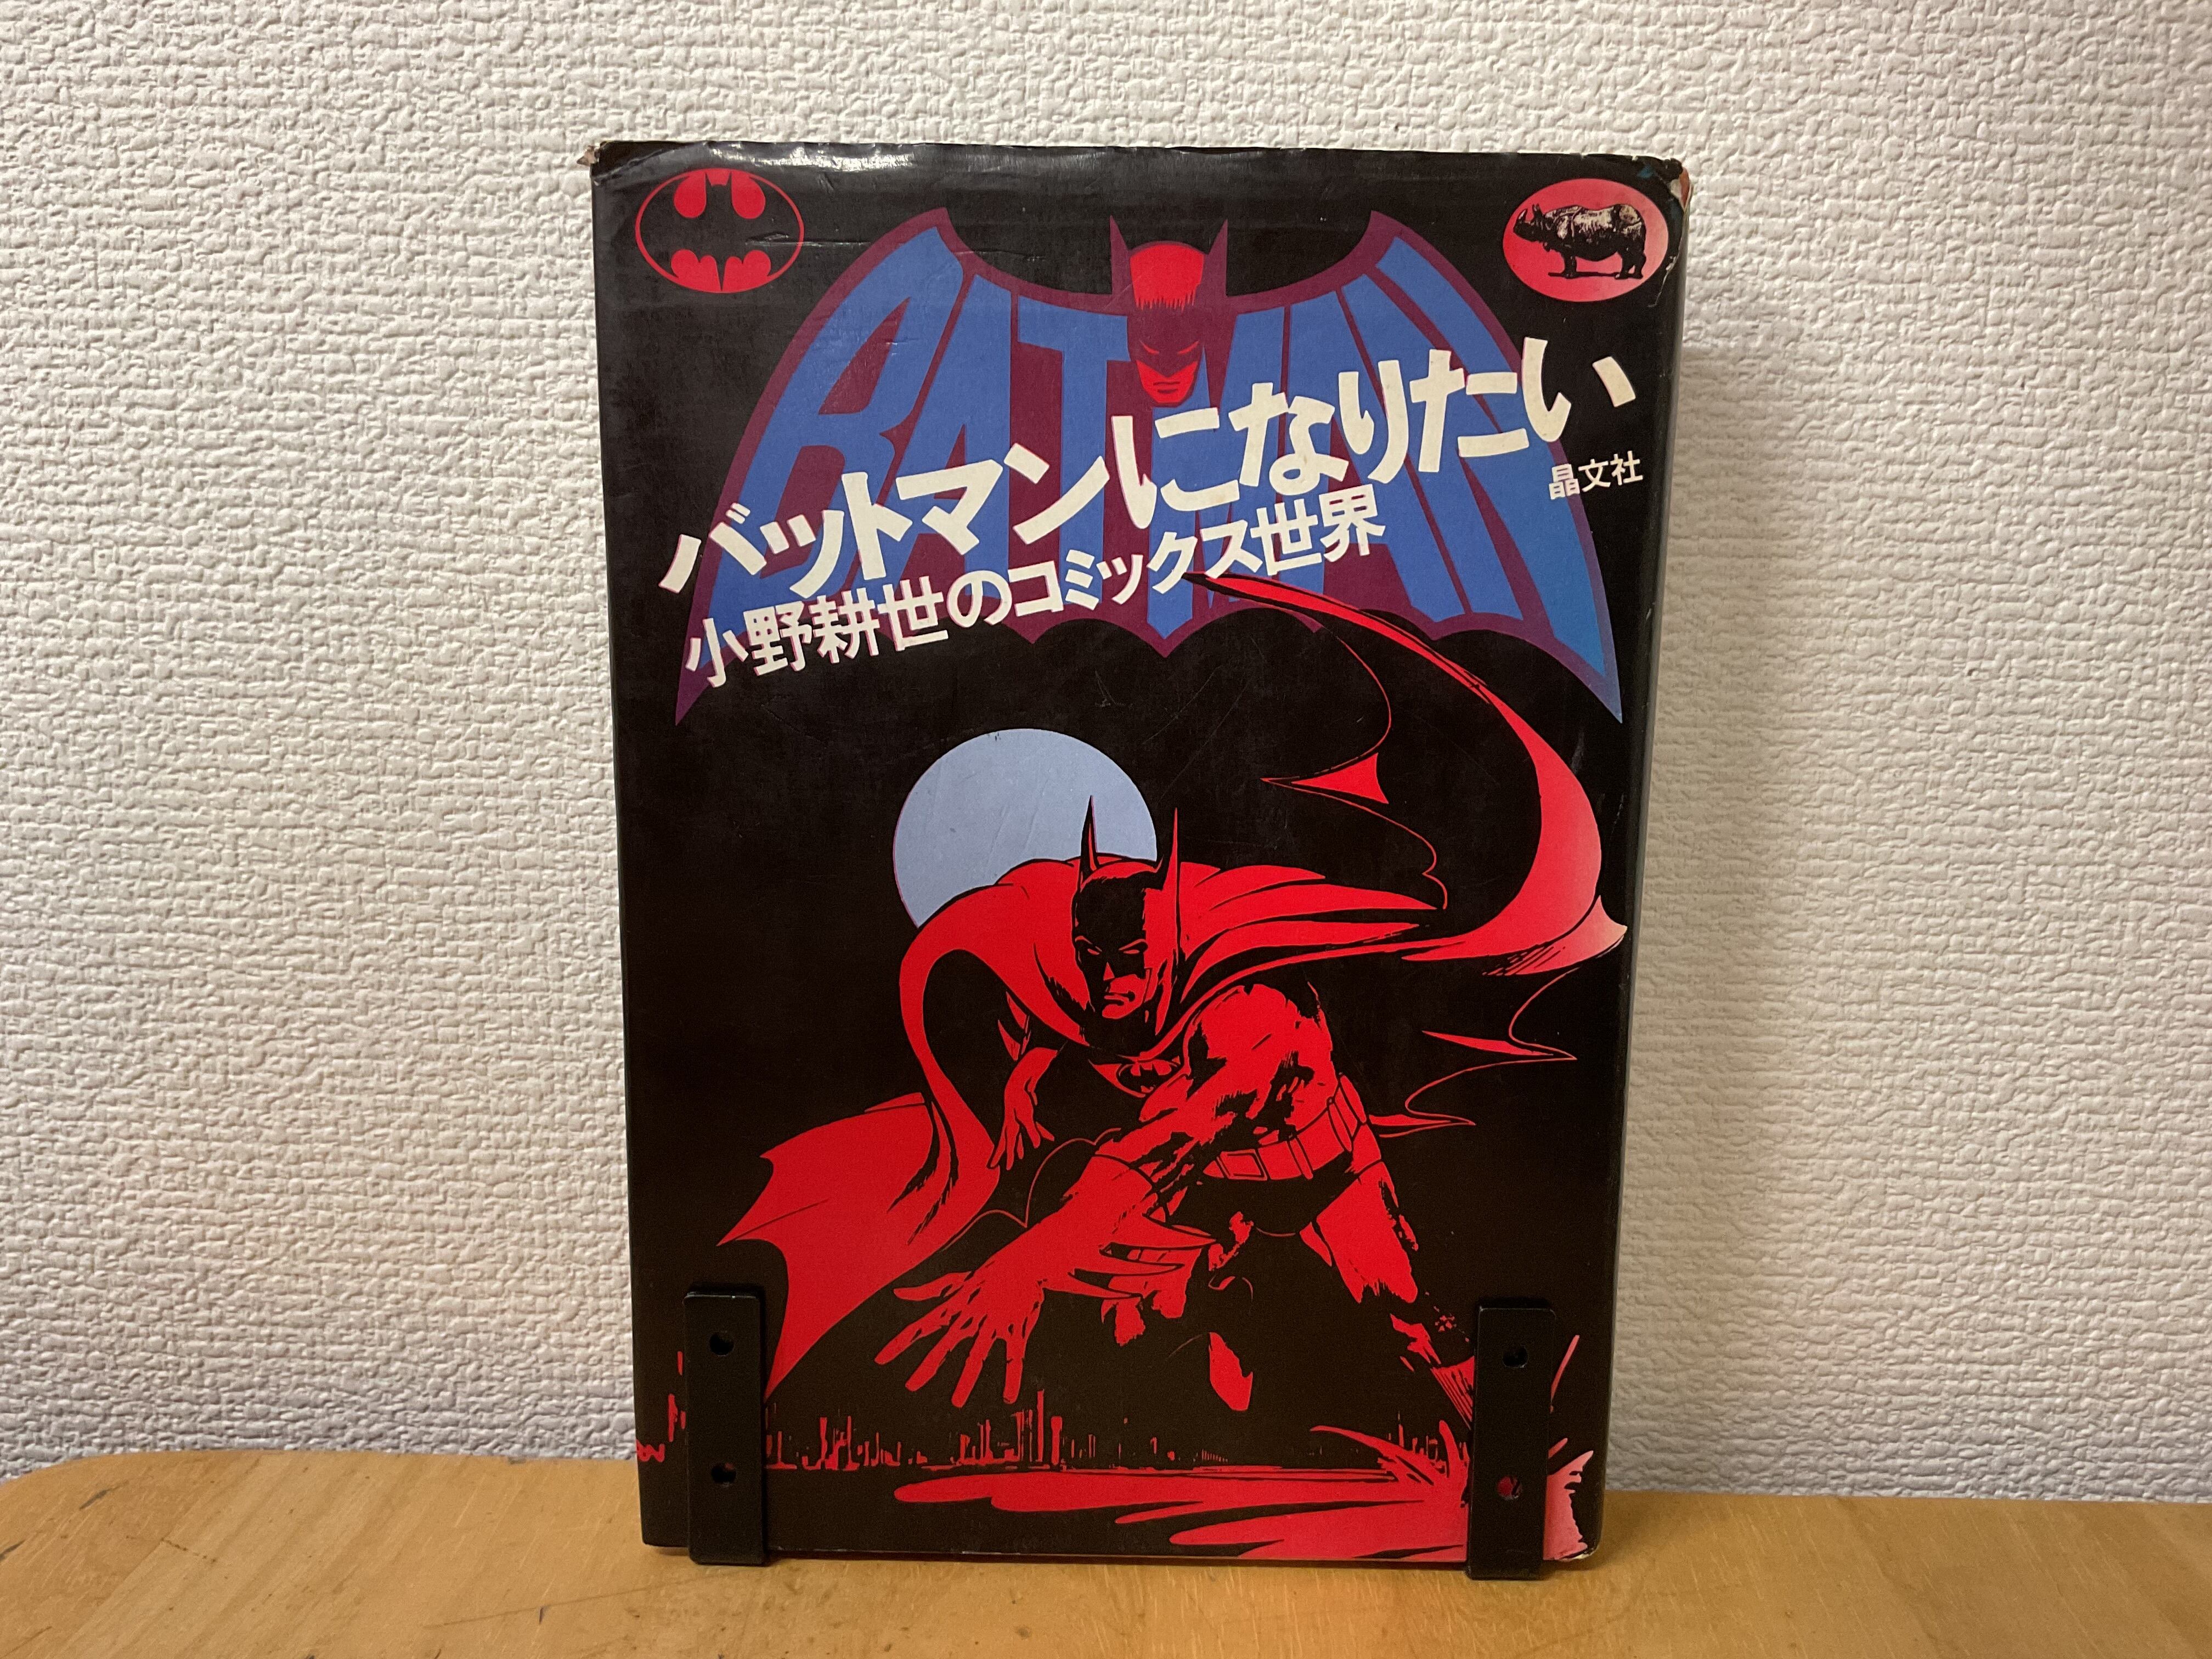 BATMAN
バットマンになりたい
小野耕世のコミックス世界
晶文社